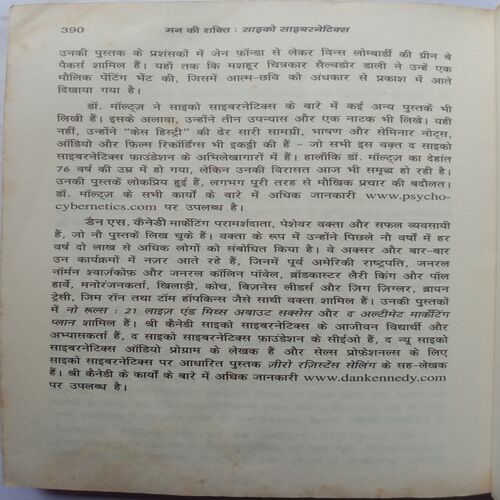 390
मन की शक्ति : साइको साइबरनेटिक्स
उनकी पुस्तक के प्रशंसकों में जेन फ़ॉन्डा से लेकर विन्स लोम्बार्डी की ग्रीन बे
पैकर्स शामिल हैं। यहाँ तक कि मशहूर चित्रकार सैल्वडोर डाली ने उन्हें एक
मौलिक पेंटिंग भेंट की, जिसमें आत्म-छवि को अंधकार से प्रकाश में आते
दिखाया गया है।
डॉ. मॉल्ट्ज़ ने साइको साइबरनेटिक्स के बारे में कई अन्य पुस्तकें भी
लिखी हैं। इसके अलावा, उन्होंने तीन उपन्यास और एक नाटक भी लिखे। यही
नहीं, उन्होंने "केस हिस्ट्री" की ढेर सारी सामग्री, भाषण और सेमिनार नोट्स,
ऑडियो और फ़िल्म रिकॉर्डिंग्स भी इकट्ठी की हैं – जो सभी इस वक़्त द साइको
साइबरनेटिक्स फ़ाउंडेशन के अभिलेखागारों में हैं। हालाँकि डॉ. मॉल्ट्ज़ का देहांत
76 वर्ष की उम्र में हो गया, लेकिन उनकी विरासत आज भी समृद्ध हो रही है।
उनकी पुस्तकें लोकप्रिय हुई हैं, लगभग पूरी तरह से मौखिक प्रचार की बदौलत।
डॉ. मॉल्ट्ज़ के सभी कार्यों के बारे में अधिक जानकारी www.psycho-
cybernetics.com पर उपलब्ध है।
डैन एस. कैनेडी मार्केटिंग परामर्शदाता, पेशेवर वक्ता और सफल व्यवसायी
हैं, जो नौ पुस्तकें लिख चुके हैं। वक्ता के रूप में उन्होंने पिछले नौ वर्षों में हर
वर्ष दो लाख से अधिक लोगों को संबोधित किया है। वे अक्सर और बार-बार
उन कार्यक्रमों में नज़र आते रहे हैं, जिनमें पूर्व अमेरिकी राष्ट्रपति, जनरल
नॉर्मन श्वार्ज़कोफ़ और जनरल कॉलिन पॉवेल, ब्रॉडकास्टर लैरी किंग और पॉल
हार्वे, मनोरंजनकर्ता, खिलाड़ी, कोच, बिज़नेस लीडर्स और ज़िग ज़िग्लर, ब्रायन
ट्रेसी, जिम रॉन तथा टॉम हॉपकिन्स जैसे साथी वक्ता शामिल हैं। उनकी पुस्तकों
में नो रूल्स : 21 लाइज़ एंड मिथ्स अबाउट सक्सेस और द अल्टीमेट मार्केटिंग
प्लान शामिल हैं। श्री कैनेडी साइको साइबरनेटिक्स के आजीवन विद्यार्थी और
अभ्यासकर्ता हैं, द साइको साइबरनेटिक्स फ़ाउंडेशन के सीईओ हैं, द न्यू साइको
साइबरनेटिक्स ऑडियो प्रोग्राम के लेखक हैं और सेल्स प्रोफ़ेशनल्स के लिए
साइको साइबरनेटिक्स पर आधारित पुस्तक ज़ीरो रज़िस्टेंस सेलिंग के सह-लेखक
हैं। श्री कैनेडी के कार्यों के बारे में अधिक जानकारी www.dankennedy.com
पर उपलब्ध है।